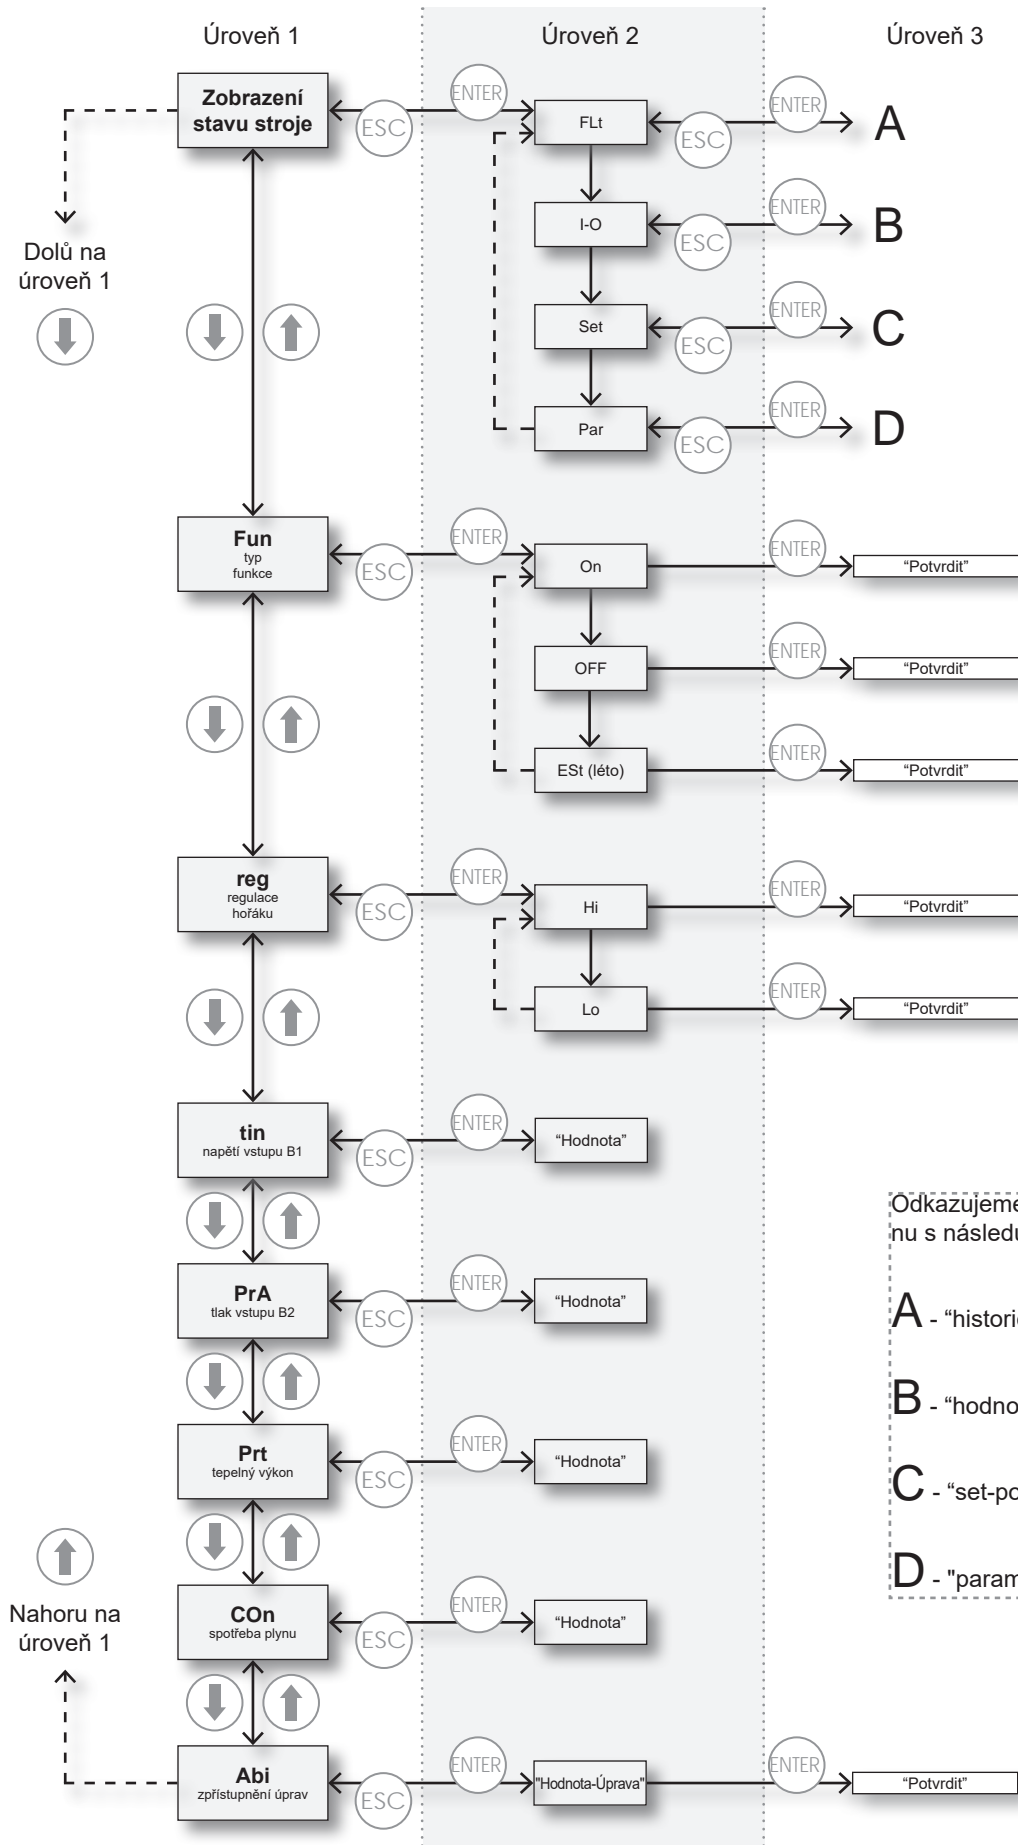 Úroveň 1
Úroveň 2
Úroveň 3
Zobrazení
stavu stroje
ESC
ENTER
FLt
ESC
ENTER
A
Dolů na
úroveň 1
I-O
ESC
ENTER
B
Set
ESC
ENTER
C
Par
ESC
ENTER
D
Fun
typ
funkce
ESC
ENTER
On
ENTER
“Potvrdit”
OFF
ENTER
“Potvrdit”
ESt (léto)
ENTER
“Potvrdit”
reg
regulace
hořáku
ESC
ENTER
Hi
ENTER
“Potvrdit”
Lo
ENTER
“Potvrdit”
tin
napětí vstupu B1
ESC
ENTER
“Hodnota”
PrA
tlak vstupu B2
ESC
ENTER
“Hodnota”
Prt
tepelný výkon
ESC
ENTER
“Hodnota”
COn
spotřeba plynu
ESC
ENTER
“Hodnota”
Nahoru na
úroveň 1
Abi
zpřístupnění úprav
ESC
ENTER
"Hodnota-Úprava"
ENTER
“Potvrdit”
Odkazujeme
nu s
A - 
B - 
C - 
D -